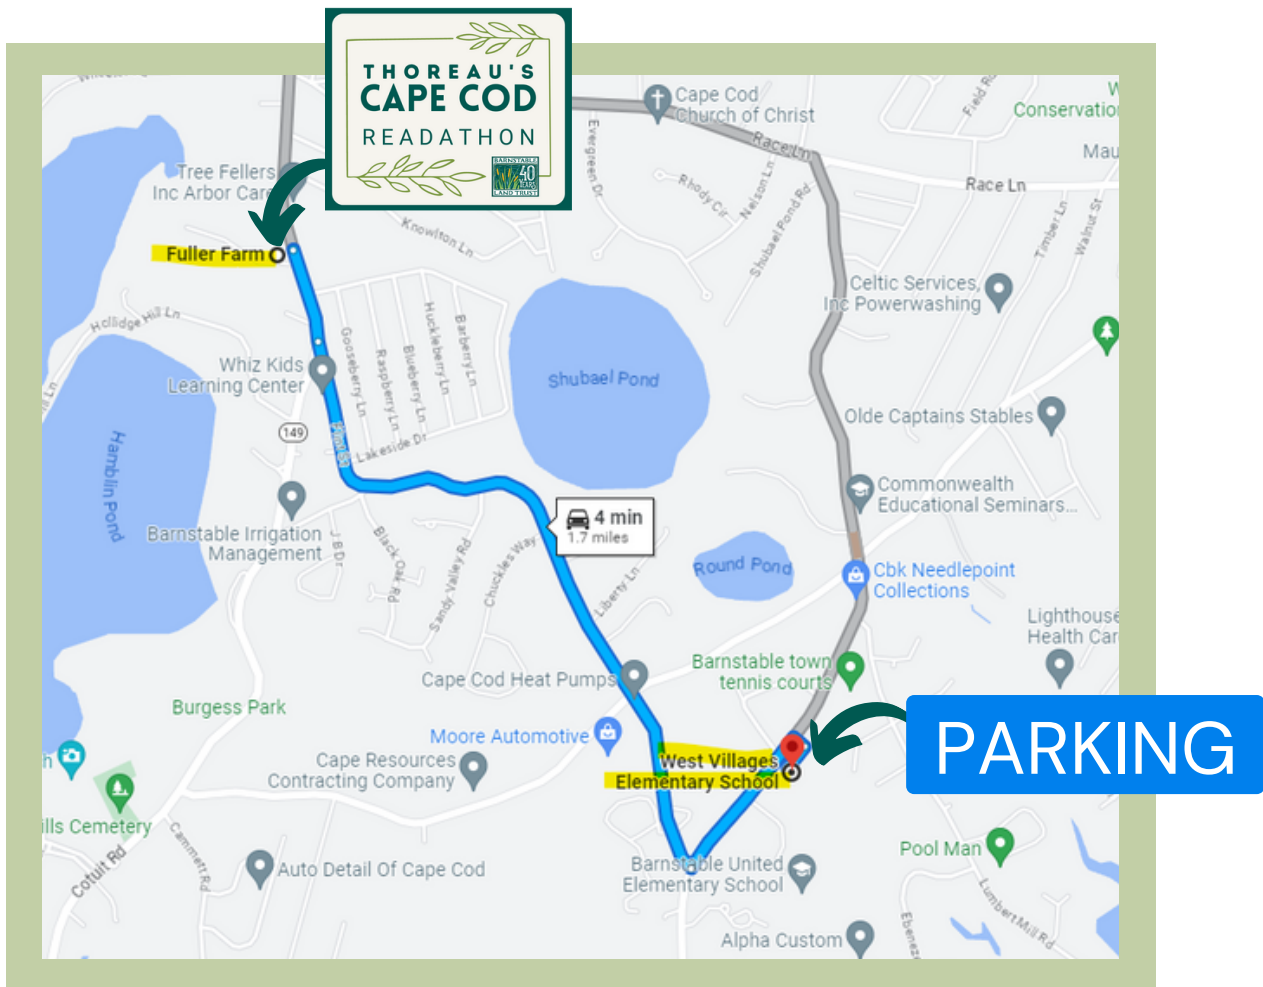 THOREAU'S
CAPE COD
READATHON
BARNSTABLE
40
YEARS
LAND TRUST
Cape Cod
Church of Christ
Race Ln
Race Ln
Field Rd
Conservation
Mau
Evergreen Dr
Rhody Cir
Nelson Ln
Shubael Pond Rd
Timber Ln
Walnut St
Tree Fellers
Inc Arbor Care
Knowlton Ln
Fuller Farm
Hollidge Hill Ln
Celtic Services,
Inc Powerwashing
Whiz Kids
Learning Center
Gooseberry Ln
Raspberry Ln
Blueberry Ln
Huckleberry Ln
Barberry Ln
Lakeside Dr
Shubael Pond
Olde Captains Stables
149
Hamblin Pond
Commonwealth
Educational Seminars...
Barnstable Irrigation
Management
J B Dr
Black Oak Rd
Sandy Valley Rd
Chuckles Way
Liberty Ln
4 min
1.7 miles
Round Pond
Cbk Needlepoint
Collections
Lighthouse
Health Car
Cape Cod Heat Pumps
Barnstable town
tennis courts
Burgess Park
Moore Automotive
Cape Resources
Contracting Company
West Villages
Elementary School
PARKING
h
ills Cemetery
Cotuit Rd
Cammett Rd
Auto Detail Of Cape Cod
Barnstable United
Elementary School
Pool Man
Lumbert Mill Rd
Alpha Custom
Ebenez